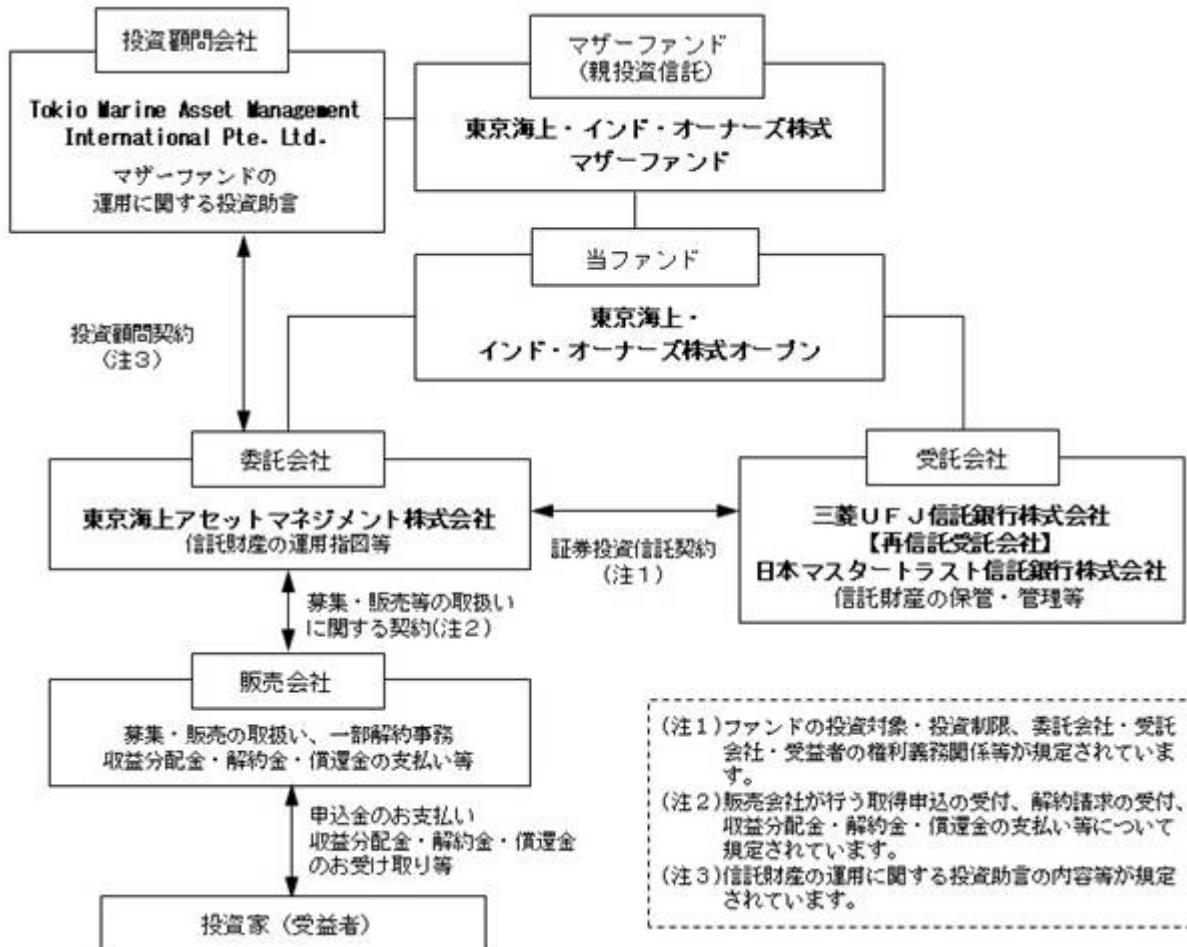 投資顧問会社
Tokio Marine Asset Management
International Pte. Ltd.
マザーファンドの
運用に関する投資助言
マザーファンド
(親投資信託)
東京海上・インド・オーナーズ株式
マザーファンド
当ファンド
東京海上・
インド・オーナーズ株式オープン
投資顧問契約
(注3)
委託会社
東京海上アセットマネジメント株式会社
信託財産の運用指図等
証券投資信託契約
(注1)
受託会社
三菱UFJ信託銀行株式会社
【再信託受託会社】
日本マスタートラスト信託銀行株式会社
信託財産の保管・管理等
募集・販売等の取扱い
に関する契約(注2)
販売会社
募集・販売の取扱い、一部解約事務
収益分配金・解約金・償還金の支払い等
申込金のお支払い
収益分配金・解約金・償還金
のお受け取り等
投資家(受益者)
(注1)ファンドの投資対象・投資制限、委託会社・受託
会社・受益者の権利義務関係等が規定されていま
す。
(注2)販売会社が行う取得申込の受付、解約請求の受付、
収益分配金・解約金・償還金の支払い等について
規定されています。
(注3)信託財産の運用に関する投資助言の内容等が規定
されています。